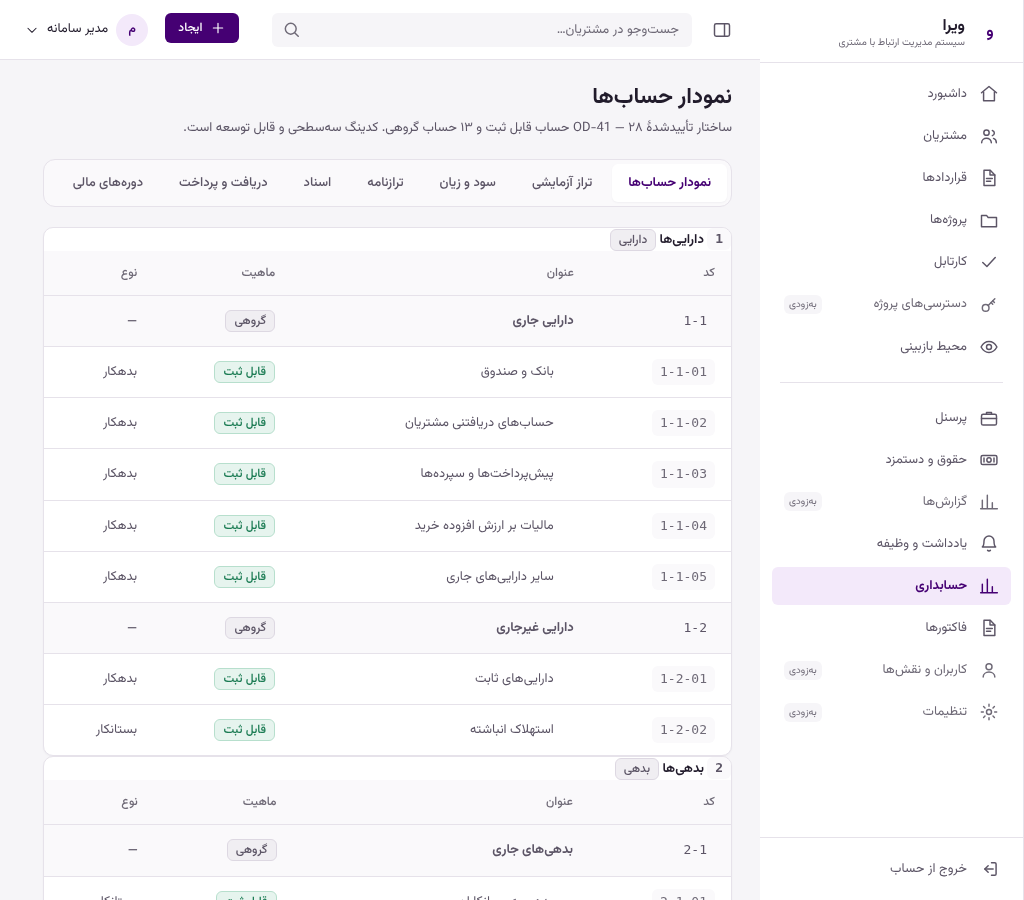 و
ویرا
سیستم مدیریت ارتباط با مشتری
جست‌وجو در مشتریان...
ایجاد
م
مدیر سامانه
داشبورد
مشتریان
قراردادها
پروژه‌ها
کارتابل
دسترسی‌های پروژه به‌زودی
محیط بازبینی
پرسنل
حقوق و دستمزد
گزارش‌ها به‌زودی
یادداشت و وظیفه
حسابداری
فاکتورها
کاربران و نقش‌ها به‌زودی
تنظیمات به‌زودی
خروج از حساب
نمودار حساب‌ها
ساختار تأییدشدهٔ OD-41 — ۲۸ حساب قابل ثبت و ۱۳ حساب گروهی. کدینگ سه‌سطحی و قابل توسعه است.
نمودار حساب‌ها تراز آزمایشی سود و زیان ترازنامه اسناد دریافت و پرداخت دوره‌های مالی
1 دارایی‌ها دارایی
کد عنوان ماهیت نوع
1-1 دارایی جاری گروهی —
1-1-01 بانک و صندوق قابل ثبت بدهکار
1-1-02 حساب‌های دریافتنی مشتریان قابل ثبت بدهکار
1-1-03 پیش‌پرداخت‌ها و سپرده‌ها قابل ثبت بدهکار
1-1-04 مالیات بر ارزش افزوده خرید قابل ثبت بدهکار
1-1-05 سایر دارایی‌های جاری قابل ثبت بدهکار
1-2 دارایی غیرجاری گروهی —
1-2-01 دارایی‌های ثابت قابل ثبت بدهکار
1-2-02 استهلاک انباشته قابل ثبت بستانکار
2 بدهی‌ها بدهی
کد عنوان ماهیت نوع
2-1 بدهی‌های جاری گروهی —